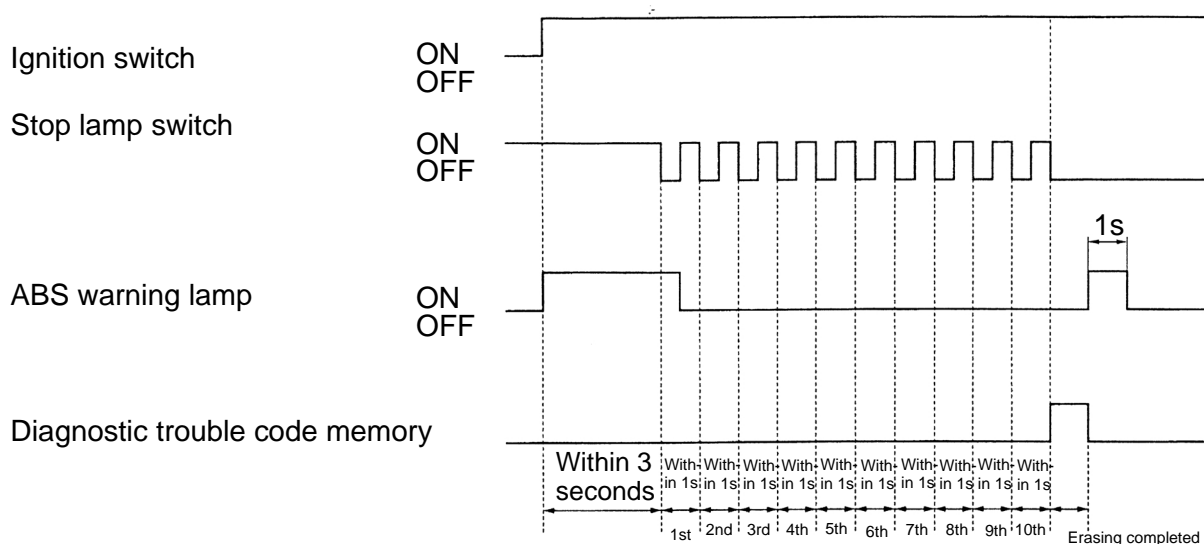 Ignition switch
ON
OFF
Stop lamp switch
ON
OFF
1s
ABS warning lamp
ON
OFF
Diagnostic trouble code memory
Within 3
seconds
With-
in 1s
With-
in 1s
With-
in 1s
With-
in 1s
With-
in 1s
With-
in 1s
With-
in 1s
With-
in 1s
With-
in 1s
With-
in 1s
1st
2nd
3rd
4th
5th
6th
7th
8th
9th
10th
Erasing completed